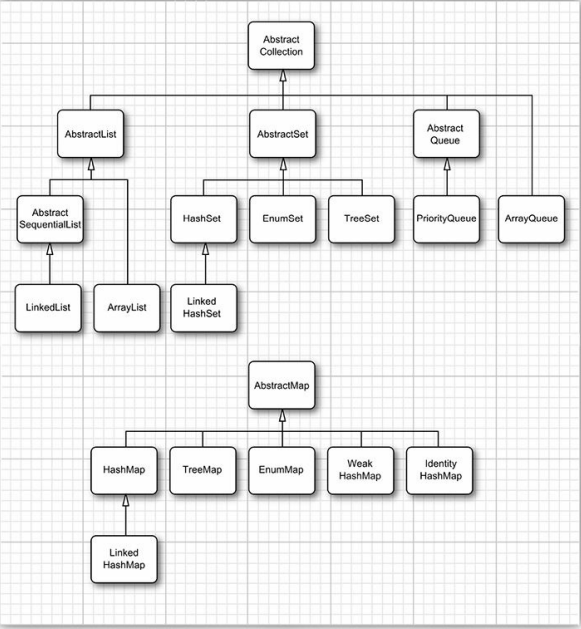 Abstract
Collection
AbstractList
AbstractSet
Abstract
Queue
Abstract
SequentialList
HashSet
EnumSet
TreeSet
PriorityQueue
ArrayQueue
LinkedList
ArrayList
Linked
HashSet
AbstractMap
HashMap
TreeMap
EnumMap
Weak
HashMap
Identity
HashMap
Linked
HashMap